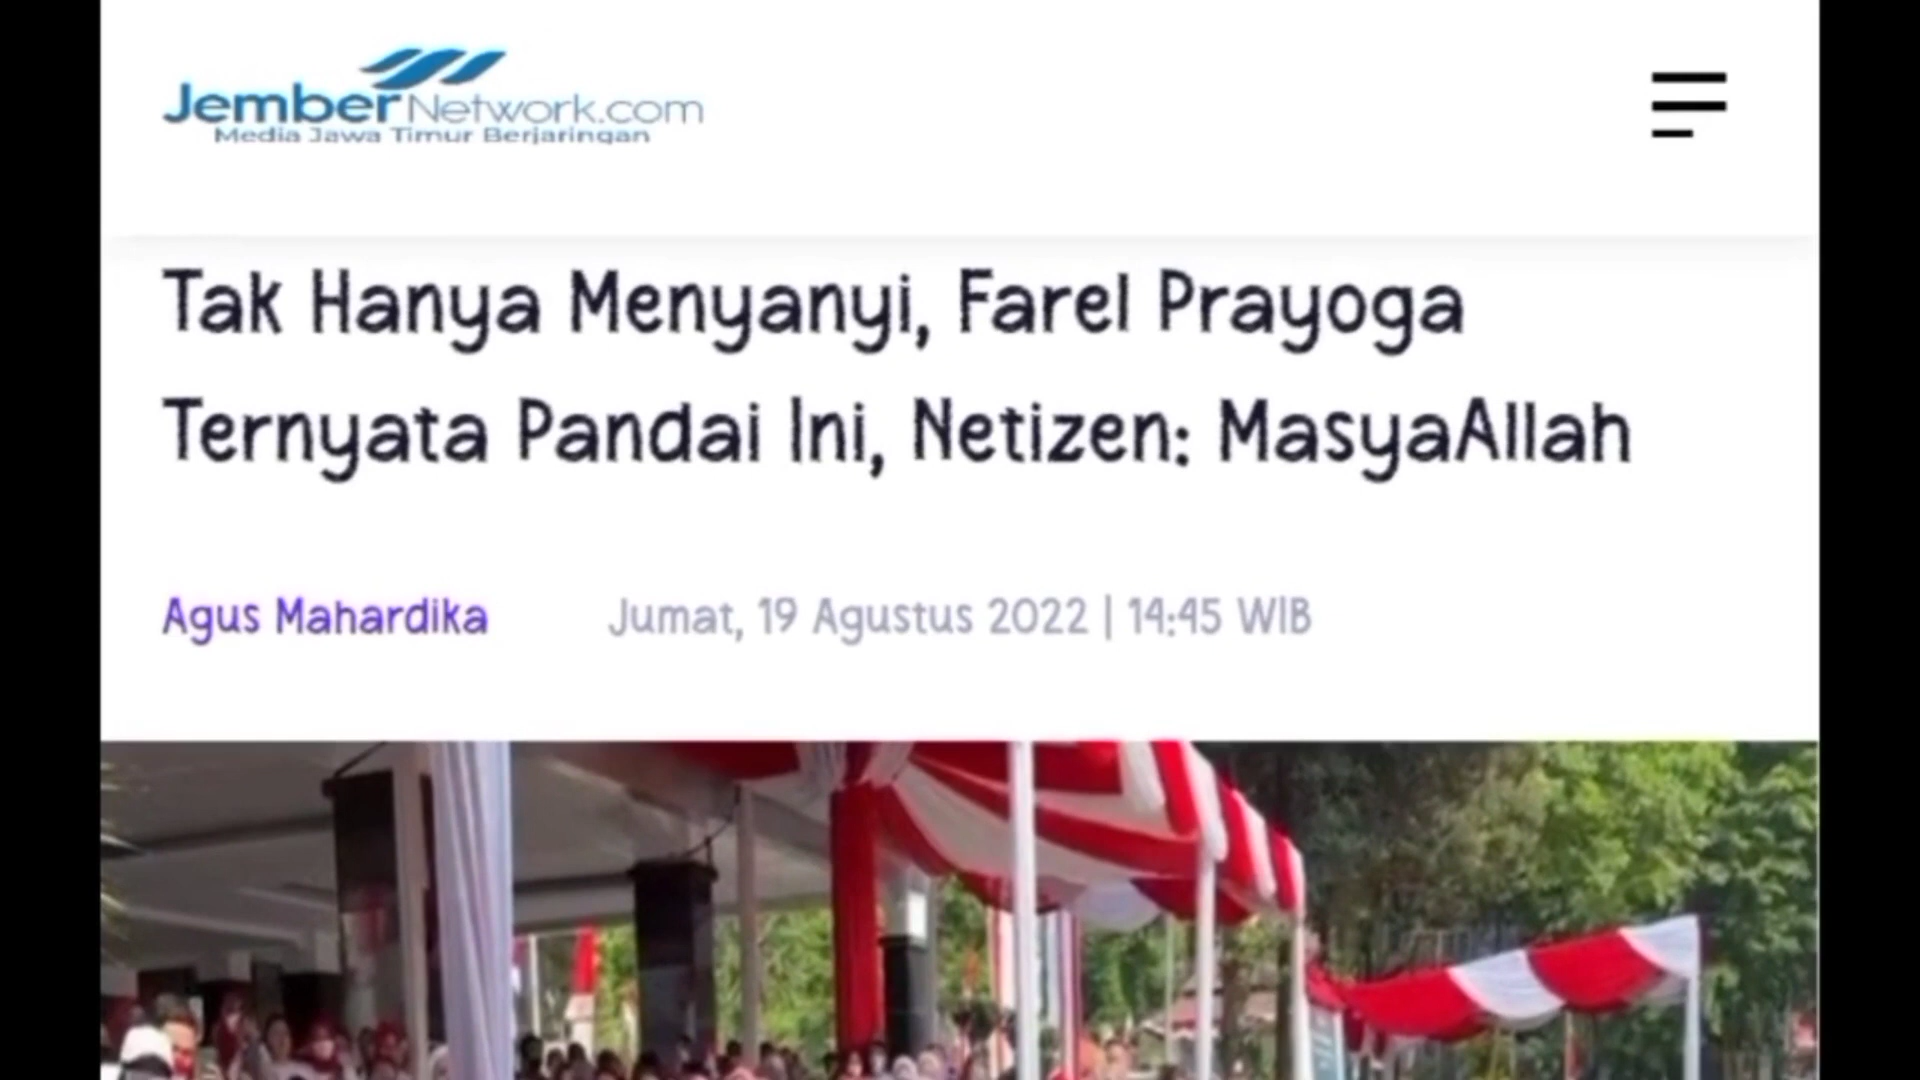 JemberNetwork.com
Media Jawa Timur Berjaringan
Tak Hanya Menyanyi, Farel Prayoga
Ternyata Pandai Ini, Netizen: MasyaAllah
Agus Mahardika Jumat, 19 Agustus 2022 | 14:45 WIB